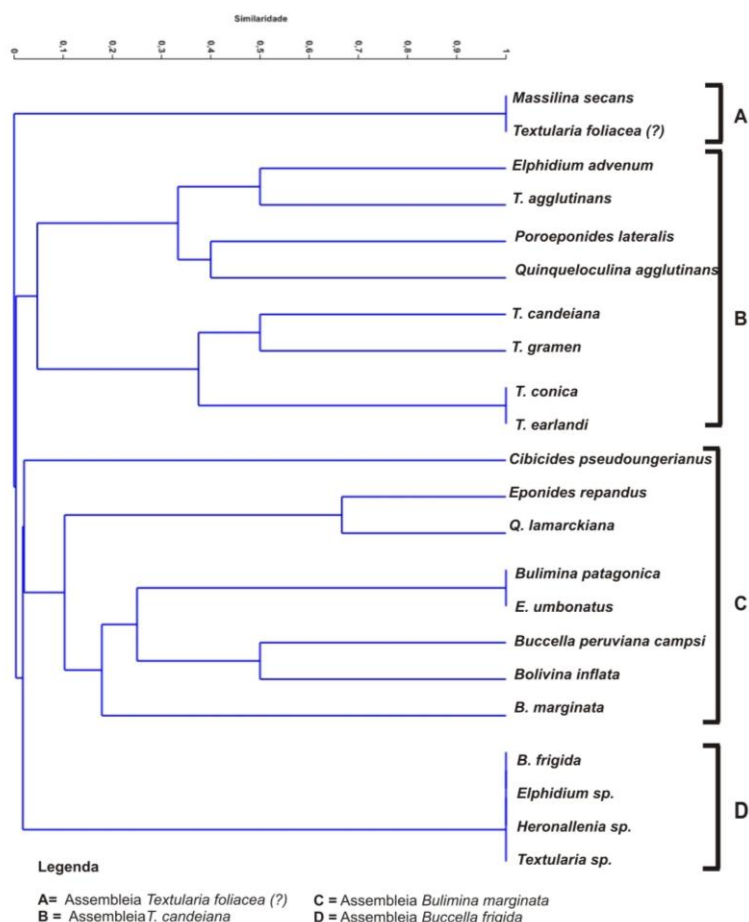 Similaridade
0 0,1 0,2 0,3 0,4 0,5 0,6 0,7 0,8 0,9 1
Massilina secans
A
Textularia foliacea (?)
Elphidium advenum
T. agglutinans
Poroeponides lateralis
Quinqueloculina agglutinans
T. candeiana
B
T. gramen
T. conica
T. earlandi
Cibicides pseudoungerianus
Eponides repandus
Q. lamarckiana
Bulimina patagonica
C
E. umbonatus
Buccella peruviana campsi
Bolivina inflata
B. marginata
B. frigida
Elphidium sp.
D
Heronallenia sp.
Textularia sp.
Legenda
A= Assembleia Textularia foliacea (?) C = Assembleia Bulimina marginata
B = Assembleia T. candeiana D = Assembleia Buccella frigida